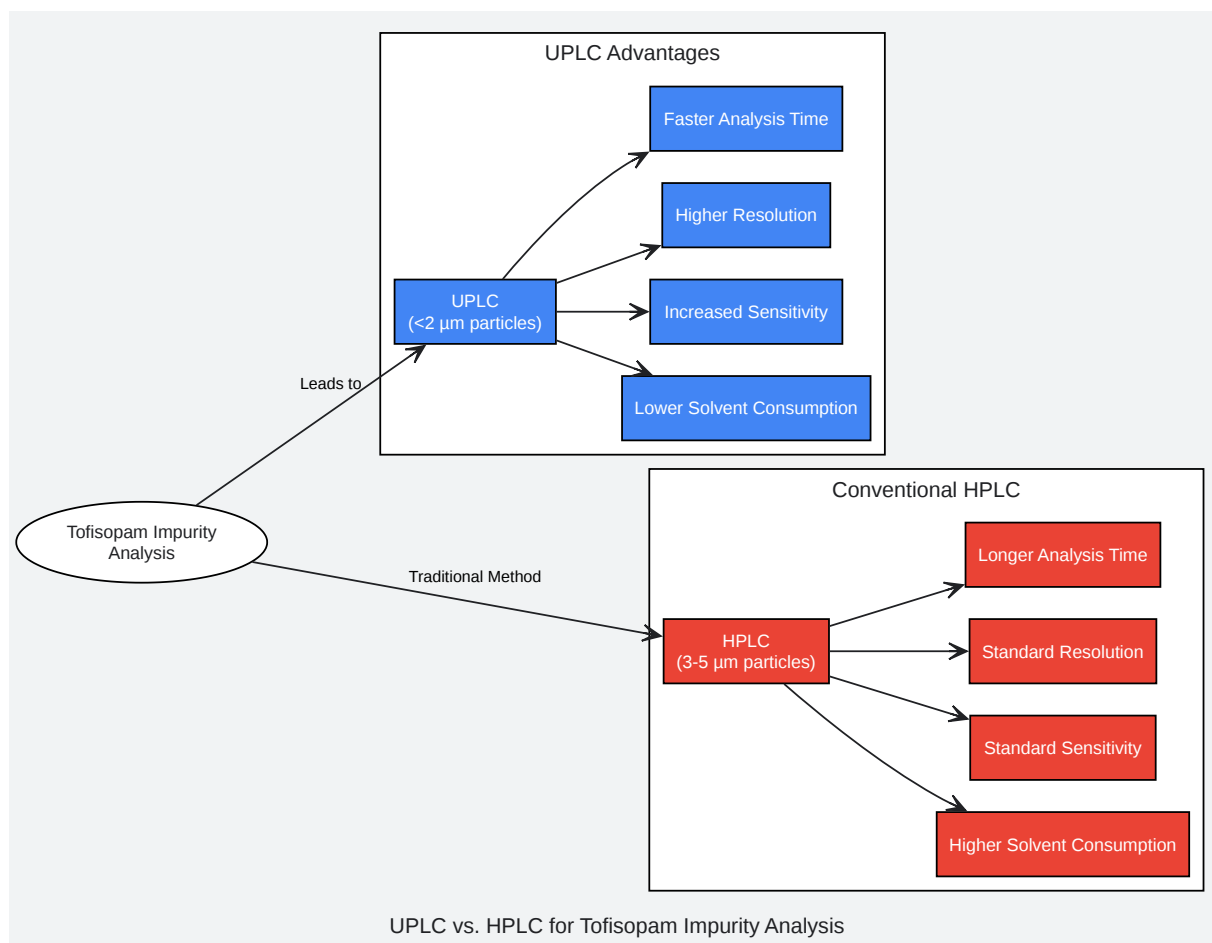 UPLC Advantages
Faster Analysis Time
Higher Resolution
UPLC
(<2 µm particles)
Increased Sensitivity
Lower Solvent Consumption
Leads to
Tofisopam Impurity
Analysis
Traditional Method
Conventional HPLC
Longer Analysis Time
HPLC
(3-5 µm particles)
Standard Resolution
Standard Sensitivity
Higher Solvent Consumption
UPLC vs. HPLC for Tofisopam Impurity Analysis